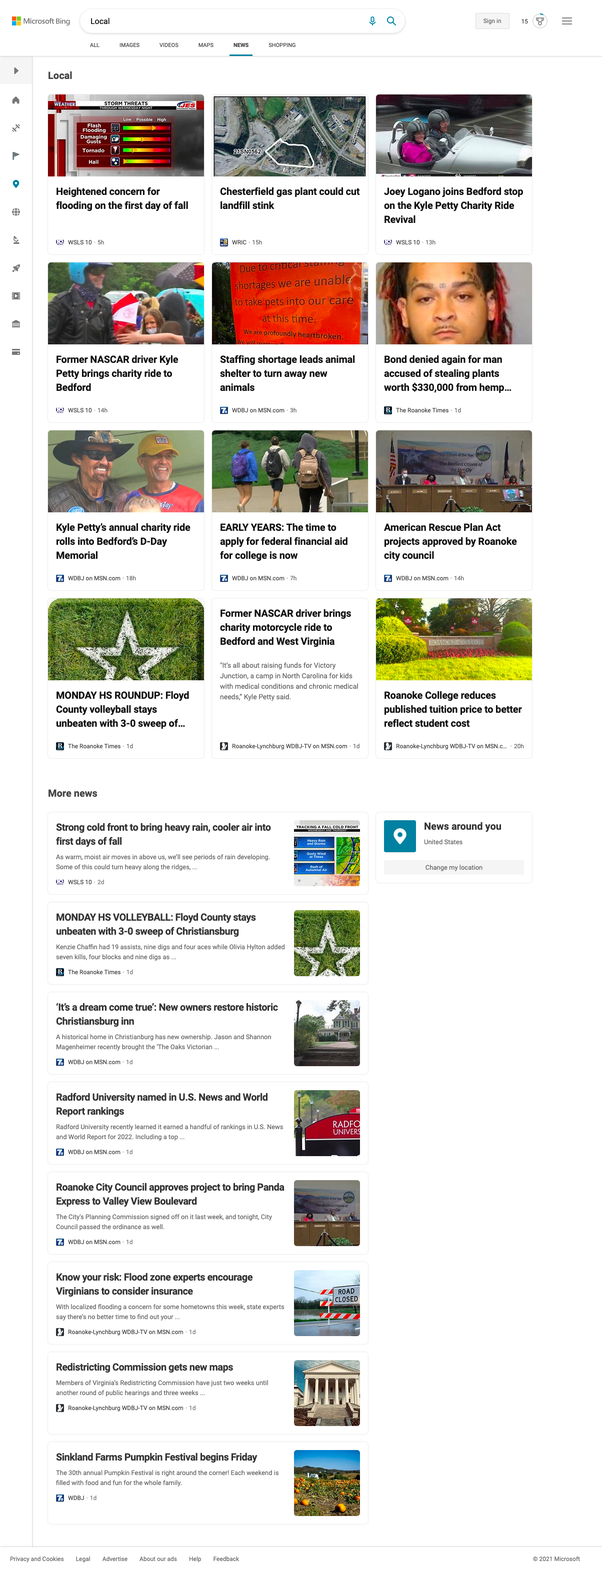 Microsoft Bing
Local
Sign in
15
ALL
IMAGES
VIDEOS
MAPS
NEWS
SHOPPING
Local
WEATHER
STORM THREATS
THROUGH WEDNESDAY NIGHT
Low Possible High
Flash Flooding
Damaging Gusts
Tornado
Hail
Heightened concern for
flooding on the first day of fall
WSLS 10 · 5h
Chesterfield gas plant could cut
landfill stink
WRIC · 15h
Joey Logano joins Bedford stop
on the Kyle Petty Charity Ride
Revival
WSLS 10 · 13h
Former NASCAR driver Kyle
Petty brings charity ride to
Bedford
WSLS 10 · 14h
Due to critical staffing
shortages we are unable
to take pets into our care
at this time.
We are profoundly heartbroken.
Staffing shortage leads animal
shelter to turn away new
animals
WDBJ on MSN.com · 3h
Bond denied again for man
accused of stealing plants
worth $330,000 from hemp...
The Roanoke Times · 1d
Kyle Petty's annual charity ride
rolls into Bedford's D-Day
Memorial
WDBJ on MSN.com · 18h
EARLY YEARS: The time to
apply for federal financial aid
for college is now
WDBJ on MSN.com · 7h
American Rescue Plan Act
projects approved by Roanoke
city council
WDBJ on MSN.com · 14h
MONDAY HS ROUNDUP: Floyd
County volleyball stays
unbeaten with 3-0 sweep of...
The Roanoke Times · 1d
Former NASCAR driver brings
charity motorcycle ride to
Bedford and West Virginia
"It's all about raising funds for Victory
Junction, a camp in North Carolina for kids
with medical conditions and chronic medical
needs," Kyle Petty said.
Roanoke-Lynchburg WDBJ-TV on MSN.com · 1d
Roanoke College reduces
published tuition price to better
reflect student cost
Roanoke-Lynchburg WDBJ-TV on MSN.c... · 20h
More news
Strong cold front to bring heavy rain, cooler air into
first days of fall
As warm, moist air moves in above us, we'll see periods of rain developing.
Some of this could turn heavy along the ridges, ...
WSLS 10 · 2d
TRACKING A FALL COLD FRONT
News around you
United States
Change my location
MONDAY HS VOLLEYBALL: Floyd County stays
unbeaten with 3-0 sweep of Christiansburg
Kenzie Chaffin had 19 assists, nine digs and four aces while Olivia Hylton added
seven kills, four blocks and nine digs as ...
The Roanoke Times · 1d
'It's a dream come true': New owners restore historic
Christiansburg inn
A historical home in Christianburg has new ownership. Jason and Shannon
Magenheimer recently brought the "The Oaks Victorian ...
WDBJ on MSN.com · 1d
Radford University named in U.S. News and World
Report rankings
Radford University recently learned it earned a handful of rankings in U.S. News
and World Report for 2022. Including a top ...
WDBJ on MSN.com · 1d
RADFO
UNIVERS
Roanoke City Council approves project to bring Panda
Express to Valley View Boulevard
The City's Planning Commission signed off on it last week, and tonight, City
Council passed the ordinance as well.
WDBJ on MSN.com · 1d
Know your risk: Flood zone experts encourage
Virginians to consider insurance
With localized flooding a concern for some hometowns this week, state experts
say there's no better time to find out your ...
Roanoke-Lynchburg WDBJ-TV on MSN.com · 1d
ROAD
CLOSED
Redistricting Commission gets new maps
Members of Virginia's Redistricting Commission have just two weeks until
another round of public hearings and three weeks ...
Roanoke-Lynchburg WDBJ-TV on MSN.com · 1d
Sinkland Farms Pumpkin Festival begins Friday
The 30th annual Pumpkin Festival is right around the corner! Each weekend is
filled with food and fun for the whole family.
WDBJ · 1d
Privacy and Cookies
Legal
Advertise
About our ads
Help
Feedback
© 2021 Microsoft